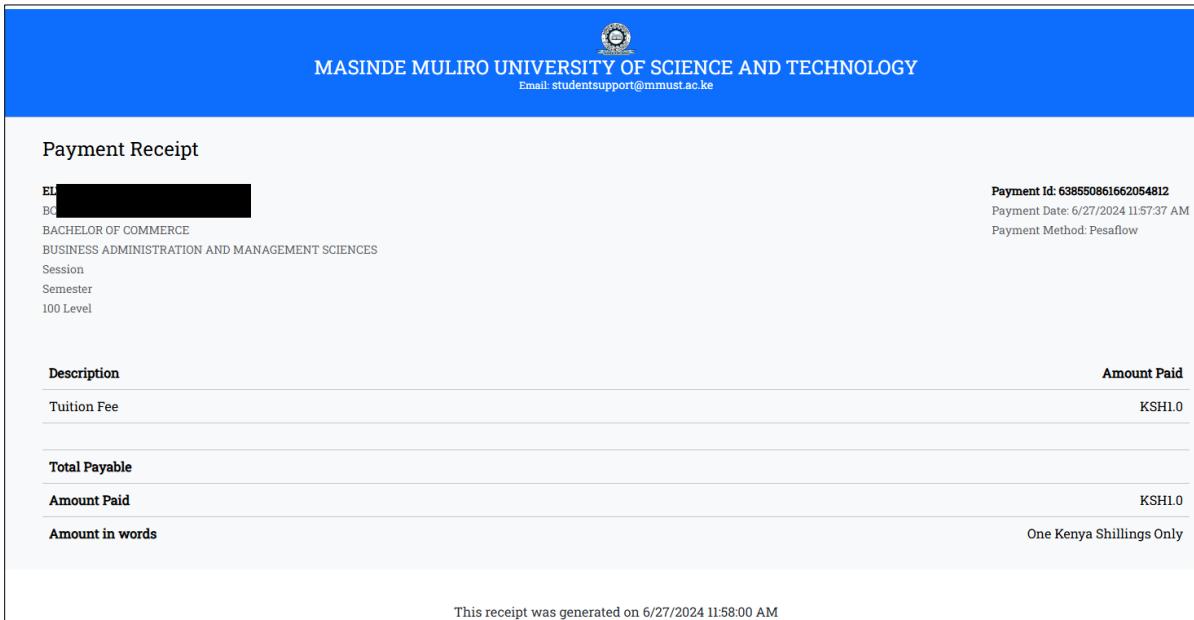 MASINDE MULIRO UNIVERSITY OF SCIENCE AND TECHNOLOGY
Email: studentsupport@mmust.ac.ke
Payment Receipt
BACHELOR OF COMMERCE
BUSINESS ADMINISTRATION AND MANAGEMENT SCIENCES
Session
Semester
100 Level
Payment Id: 638550861662054812
Payment Date: 6/27/2024 11:57:37 AM
Payment Method: Pesaflow
Description Amount Paid
Tuition Fee KSH1.0
Total Payable
Amount Paid KSH1.0
Amount in words One Kenya Shillings Only
This receipt was generated on 6/27/2024 11:58:00 AM